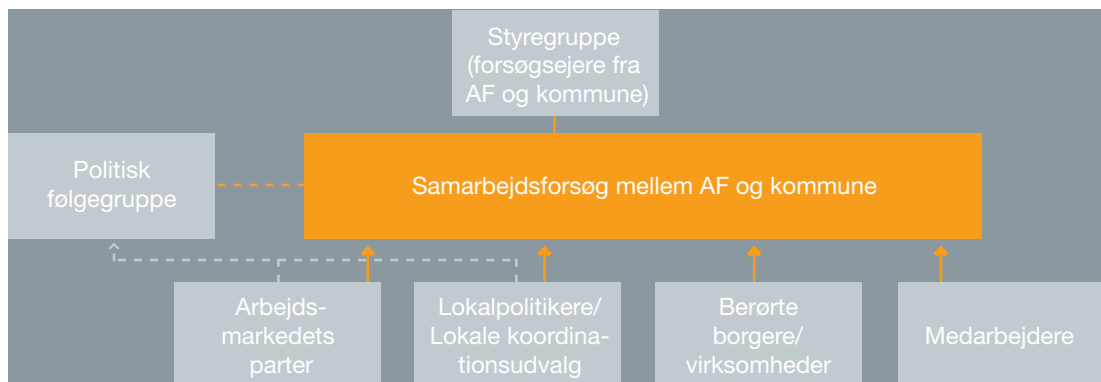 Styregruppe
(forsøgsejere fra
AF og kommune)
Politisk
følgegruppe
Samarbejdsforsøg mellem AF og kommune
Arbejds-
markedets
parter
Lokalpolitikere/
Lokale koordina-
tionsudvalg
Berørte
borgere/
virksomheder
Medarbejdere